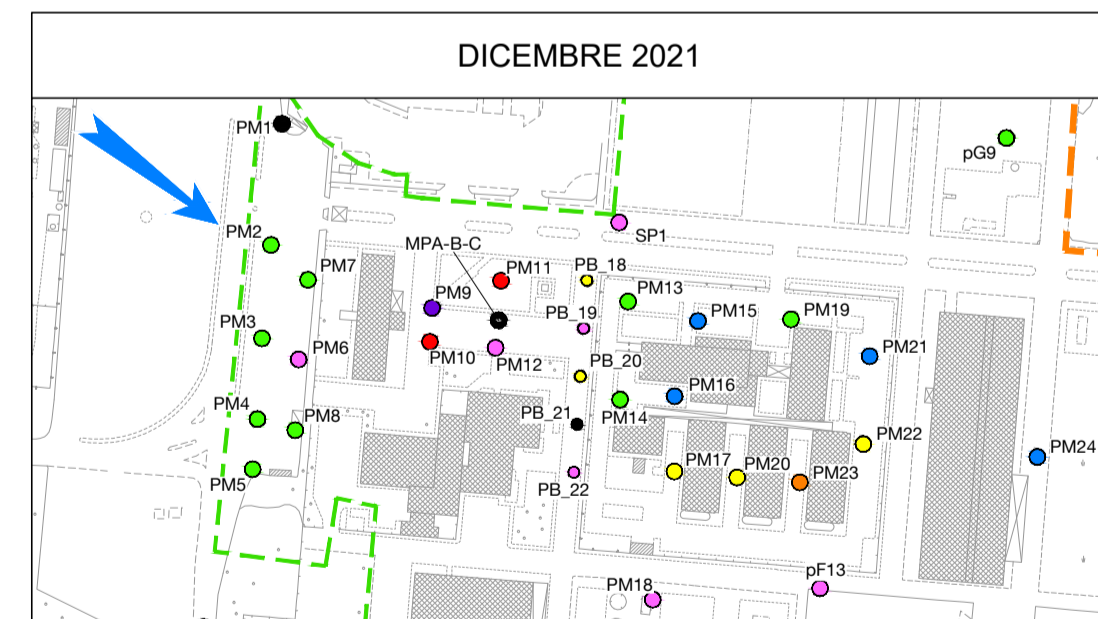 DICEMBRE 2021
PM1
pG9
PM2
SP1
MPA-B-C
PM7
PM11
PB_18
PM9
PM13
PB_19
PM15
PM19
PM3
PM6
PM10
PM12
PB_20
PM21
PM16
PM4
PM8
PB_21
PM14
PM22
PM24
PM17
PM20
PM23
PM5
PB_22
PM18
pF13